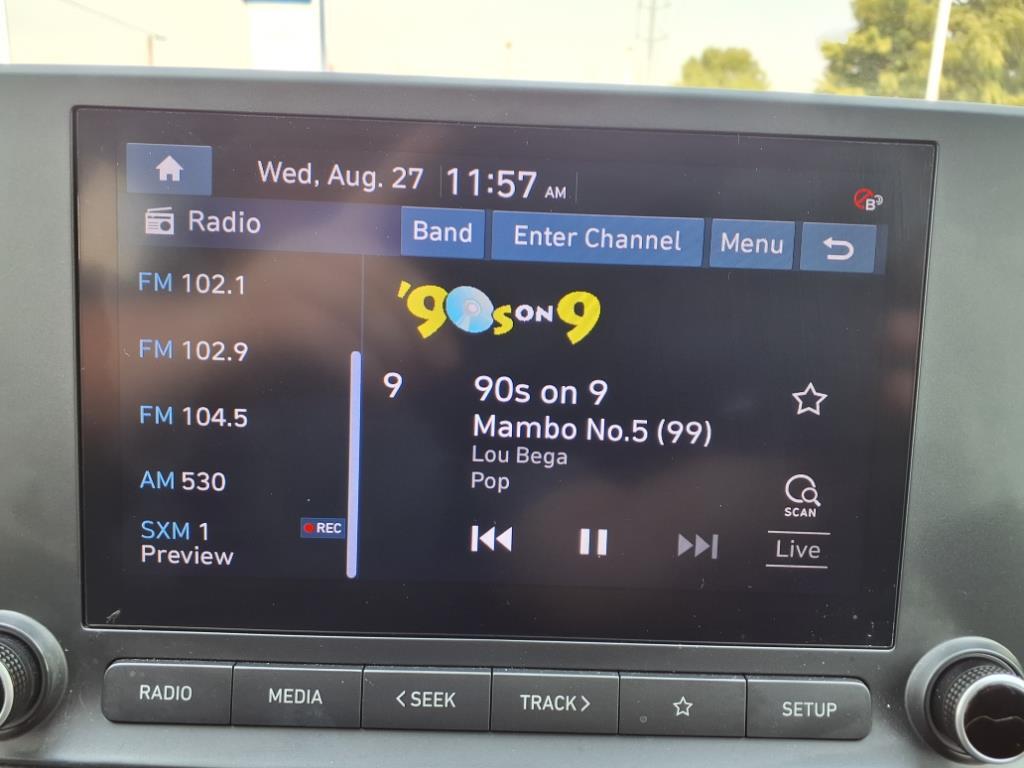 Wed, Aug. 27 11:57 AM
B
Radio Band Enter Channel Menu
FM 102.1
FM 102.9
FM 104.5
AM 530
SXM 1 REC
Preview
'90s ON 9
9 90s on 9
Mambo No.5 (99)
Lou Bega
Pop
SCAN
Live
RADIO MEDIA < SEEK TRACK > SETUP